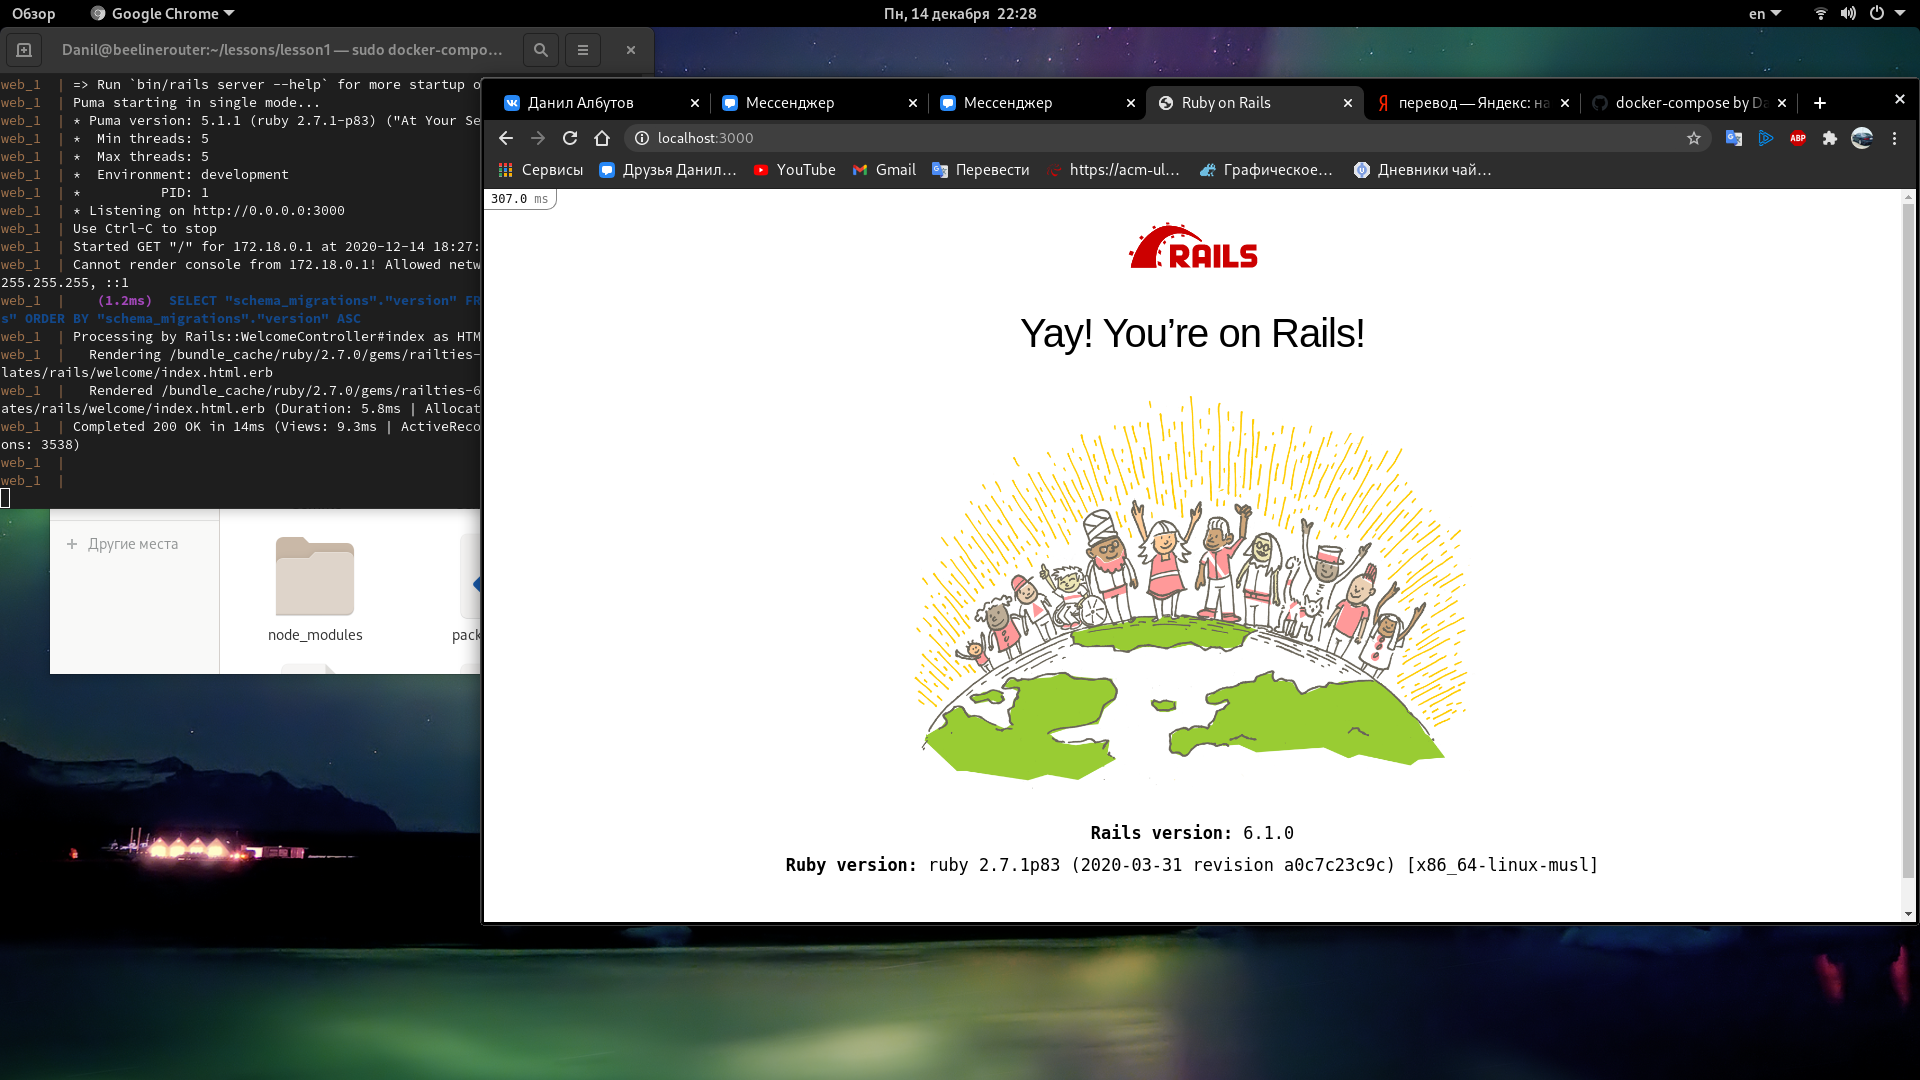 Обзор
Google Chrome
Пн, 14 декабря 22:28
en
Danil@beelinerouter:~/lessons/lesson1 — sudo docker-compo…
web_1 | => Run `bin/rails server --help` for more startup o
web_1 | Puma starting in single mode...
web_1 | * Puma version: 5.1.1 (ruby 2.7.1-p83) ("At Your Se
web_1 | *  Min threads: 5
web_1 | *  Max threads: 5
web_1 | *  Environment: development
web_1 | *          PID: 1
web_1 | * Listening on http://0.0.0.0:3000
web_1 | Use Ctrl-C to stop
web_1 | Started GET "/" for 172.18.0.1 at 2020-12-14 18:27:
web_1 | Cannot render console from 172.18.0.1! Allowed netw
255.255.255, ::1
web_1 |    (1.2ms)  SELECT "schema_migrations"."version" FR
s" ORDER BY "schema_migrations"."version" ASC
web_1 | Processing by Rails::WelcomeController#index as HTM
web_1 |   Rendering /bundle_cache/ruby/2.7.0/gems/railties-
lates/rails/welcome/index.html.erb
web_1 |   Rendered /bundle_cache/ruby/2.7.0/gems/railties-6
ates/rails/welcome/index.html.erb (Duration: 5.8ms | Allocat
web_1 | Completed 200 OK in 14ms (Views: 9.3ms | ActiveReco
ons: 3538)
web_1 |
web_1 |
Другие места
node_modules
pack
Данил Албутов
Мессенджер
Мессенджер
Ruby on Rails
перевод — Яндекс: на
docker-compose by Da
localhost:3000
ABP
Сервисы
Друзья Данил…
YouTube
Gmail
Перевести
https://acm-ul…
Графическое…
Дневники чай…
307.0 ms
RAILS
Yay! You’re on Rails!
Rails version: 6.1.0
Ruby version: ruby 2.7.1p83 (2020-03-31 revision a0c7c23c9c) [x86_64-linux-musl]